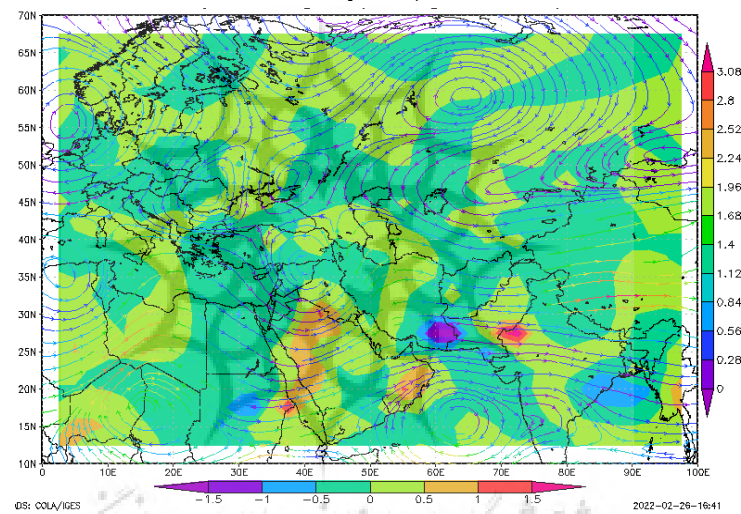 70N
65N
60N
55N
50N
45N
40N
35N
30N
25N
20N
15N
10N
0
10E
20E
30E
40E
50E
60E
70E
80E
90E
100E
3.08
2.8
2.52
2.24
1.96
1.68
1.4
1.12
0.84
0.56
0.28
0
-1.5
-1
-0.5
0
0.5
1
1.5
DS: COLA/IGES
2022-02-26-16:41